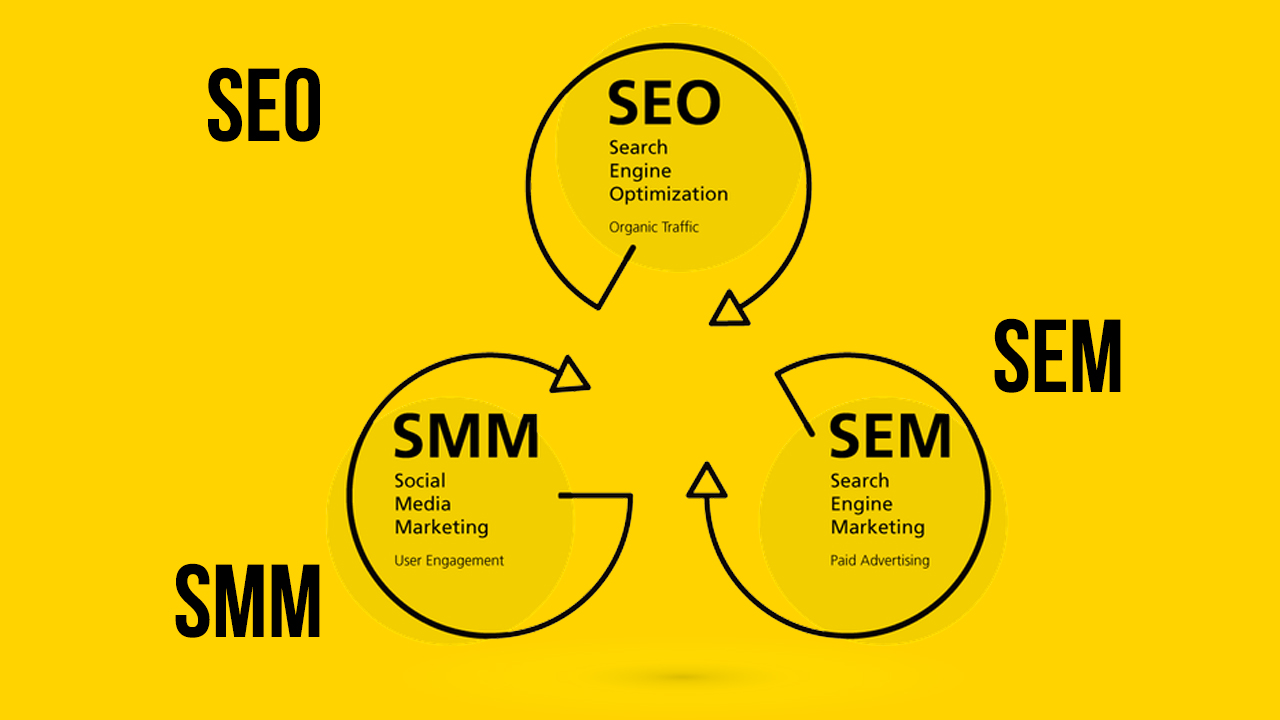 SEO
SEO
Search
Engine
Optimization
Organic Traffic
SEM
SMM
Social
Media
Marketing
User Engagement
SEM
Search
Engine
Marketing
Paid Advertising
SMM